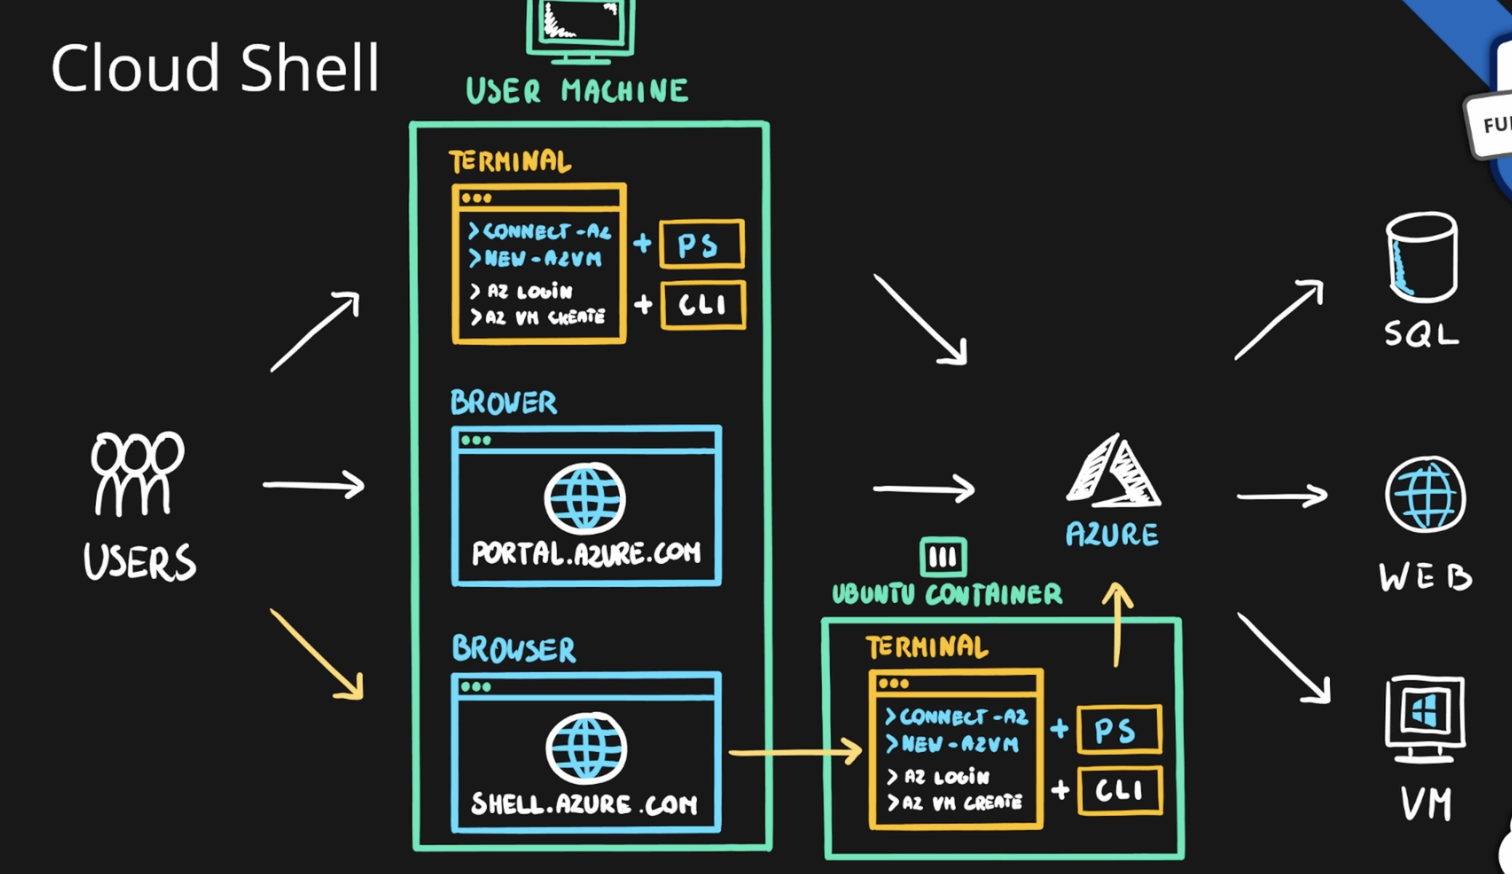 Cloud Shell
USER MACHINE
FU
TERMINAL
>CONNECT-AZ
>NEW-AZVM
+ PS
> AZ LOGIN
>AZ VM CREATE
+ CLI
SQL
BROWER
PORTAL.AZURE.COM
USERS
AZURE
WEB
UBUNTU CONTAINER
BROWSER
SHELL.AZURE.COM
TERMINAL
>CONNECT-AZ
>NEW-AZVM
+ PS
> AZ LOGIN
>AZ VM CREATE
+ CLI
VM